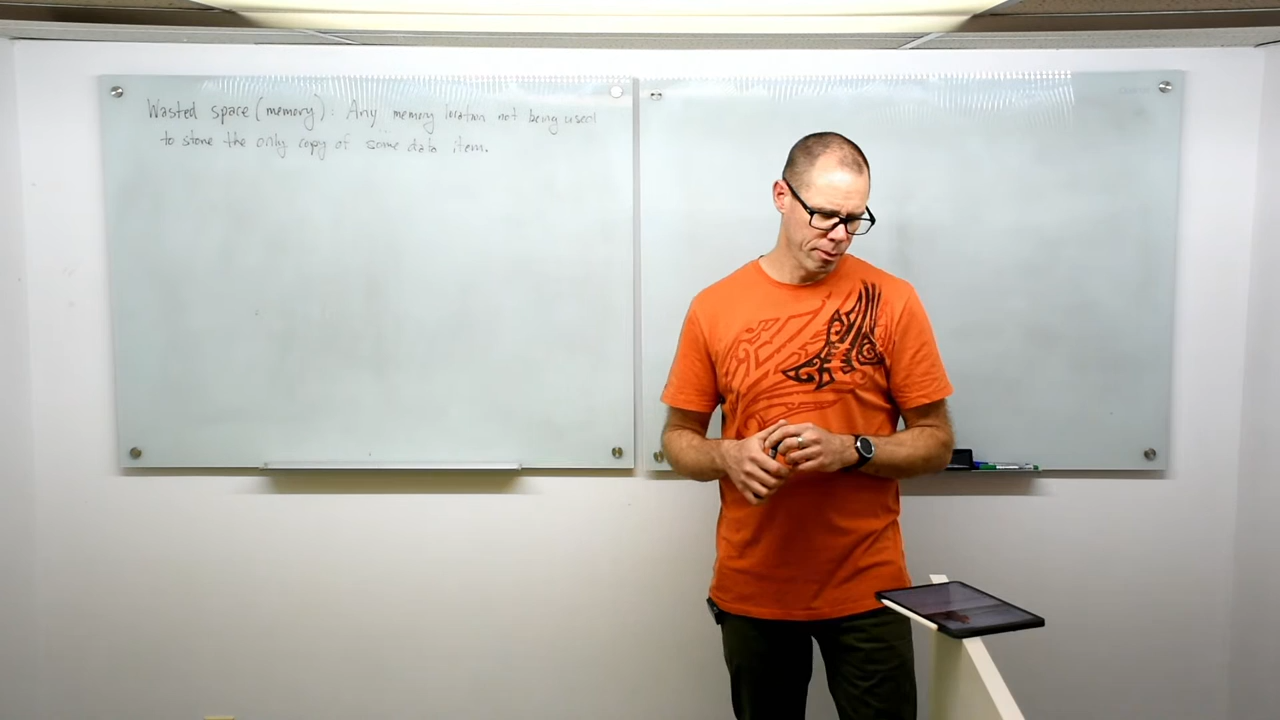 Wasted space (memory): Any memory location not being used
to store the only copy of some data item.